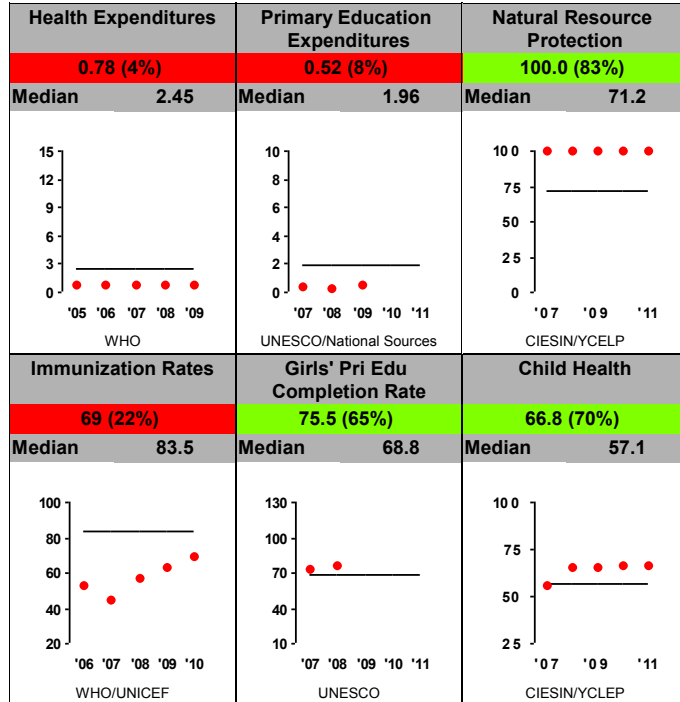 Health Expenditures
0.78 (4%)
Median 2.45
15
12
9
6
3
0
'05 '06 '07 '08 '09
WHO
Primary Education
Expenditures
0.52 (8%)
Median 1.96
10
8
6
4
2
0
'07 '08 '09 '10 '11
UNESCO/National Sources
Natural Resource
Protection
100.0 (83%)
Median 71.2
100
75
50
25
0
'07 '09 '11
CIESIN/YCELP
Immunization Rates
69 (22%)
Median 83.5
100
80
60
40
20
'06 '07 '08 '09 '10
WHO/UNICEF
Girls' Pri Edu
Completion Rate
75.5 (65%)
Median 68.8
130
100
70
40
10
'07 '08 '09 '10 '11
UNESCO
Child Health
66.8 (70%)
Median 57.1
100
75
50
25
'07 '09 '11
CIESIN/YCLEP